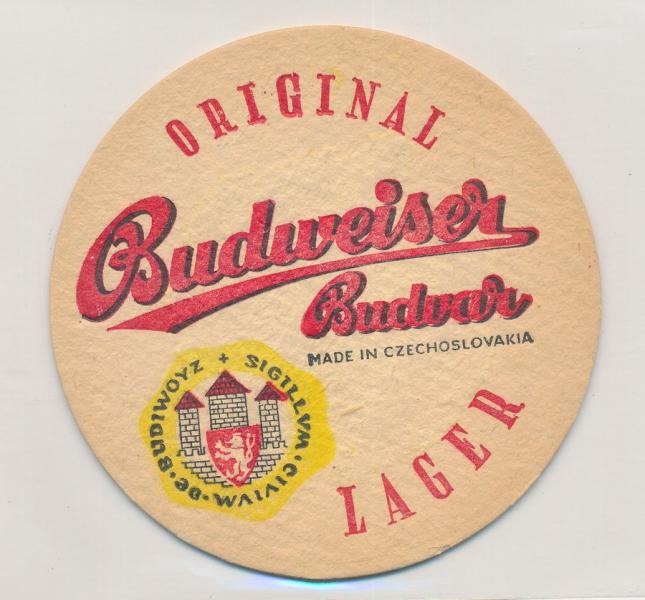 ORIGINAL
Budweiser
Budvar
MADE IN CZECHOSLOVAKIA
+ SIGILLVM · CIVIVM · DE · BUDIWOYZ
LAGER